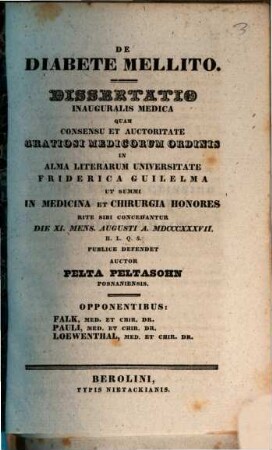 3
DE
DIABETE MELLITO.
DISSERTATIO
INAUGURALIS MEDICA
QUAM
CONSENSU ET AUCTORITATE
GRATIOSI MEDICORUM ORDINIS
IN
ALMA LITERARUM UNIVERSITATE
FRIDERICA GUILELMA
UT SUMMI
IN MEDICINA ET CHIRURGIA HONORES
RITE SIBI CONCEDANTUR
DIE XI. MENS. AUGUSTI A. MDCCCXXXVII.
H. L. Q. S.
PUBLICE DEFENDET
AUCTOR
PELTA PELTASOHN
POSNANIENSIS.
OPPONENTIBUS:
FALK, MED. ET CHIR. DR.
PAULI, MED. ET CHIR. DR.
LOEWENTHAL, MED. ET CHIR. DR.
BEROLINI,
TYPIS NIETACKIANIS.